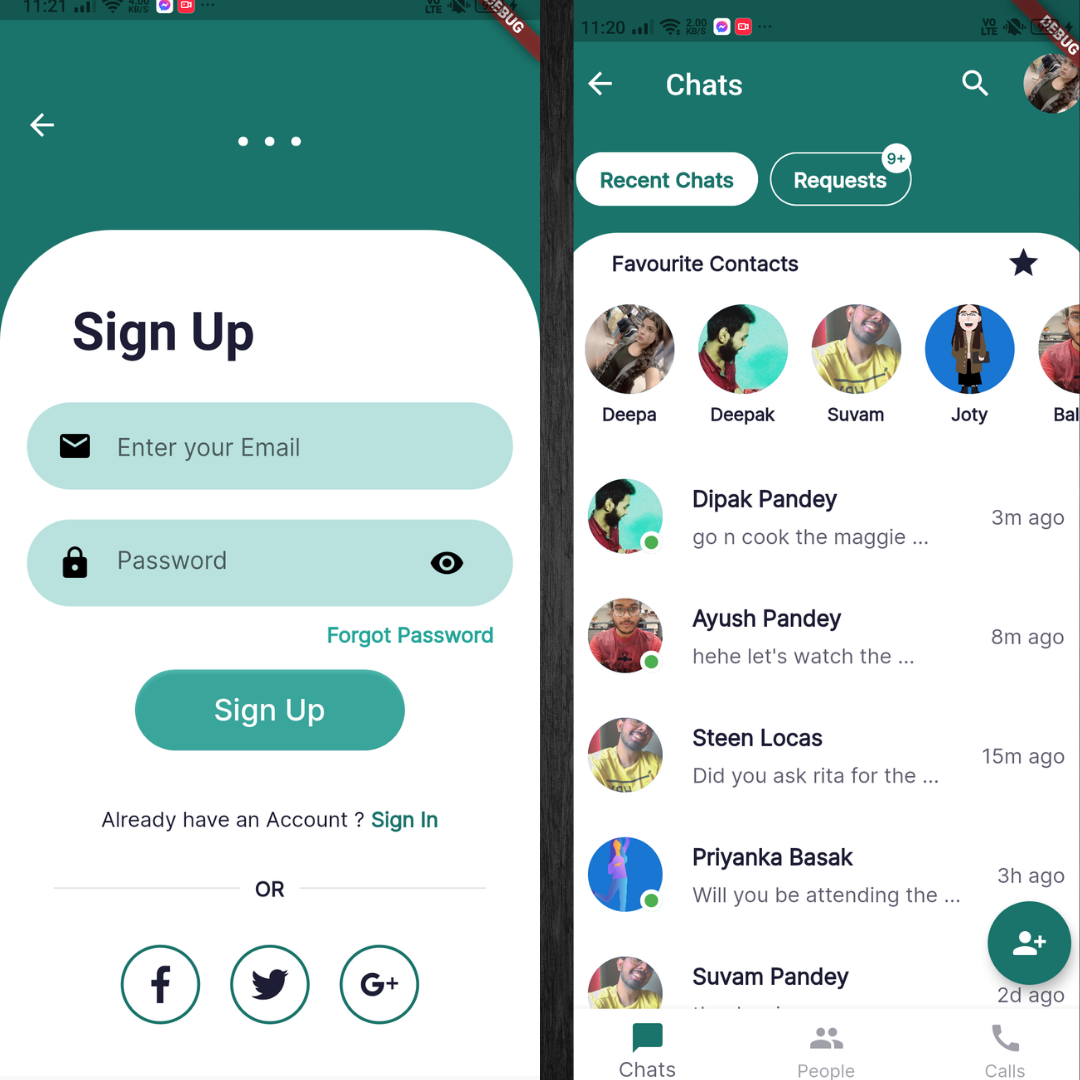 11:21
4.00
KB/S
VO
LTE
DEBUG
Sign Up
Enter your Email
Password
Forgot Password
Sign Up
Already have an Account ? Sign In
OR
G+
11:20
2.00
KB/S
VO
LTE
DEBUG
Chats
Recent Chats
Requests
9+
Favourite Contacts
Deepa
Deepak
Suvam
Joty
Bal
Dipak Pandey
go n cook the maggie ...
3m ago
Ayush Pandey
hehe let's watch the ...
8m ago
Steen Locas
Did you ask rita for the ...
15m ago
Priyanka Basak
Will you be attending the ...
3h ago
Suvam Pandey
2d ago
Chats
People
Calls